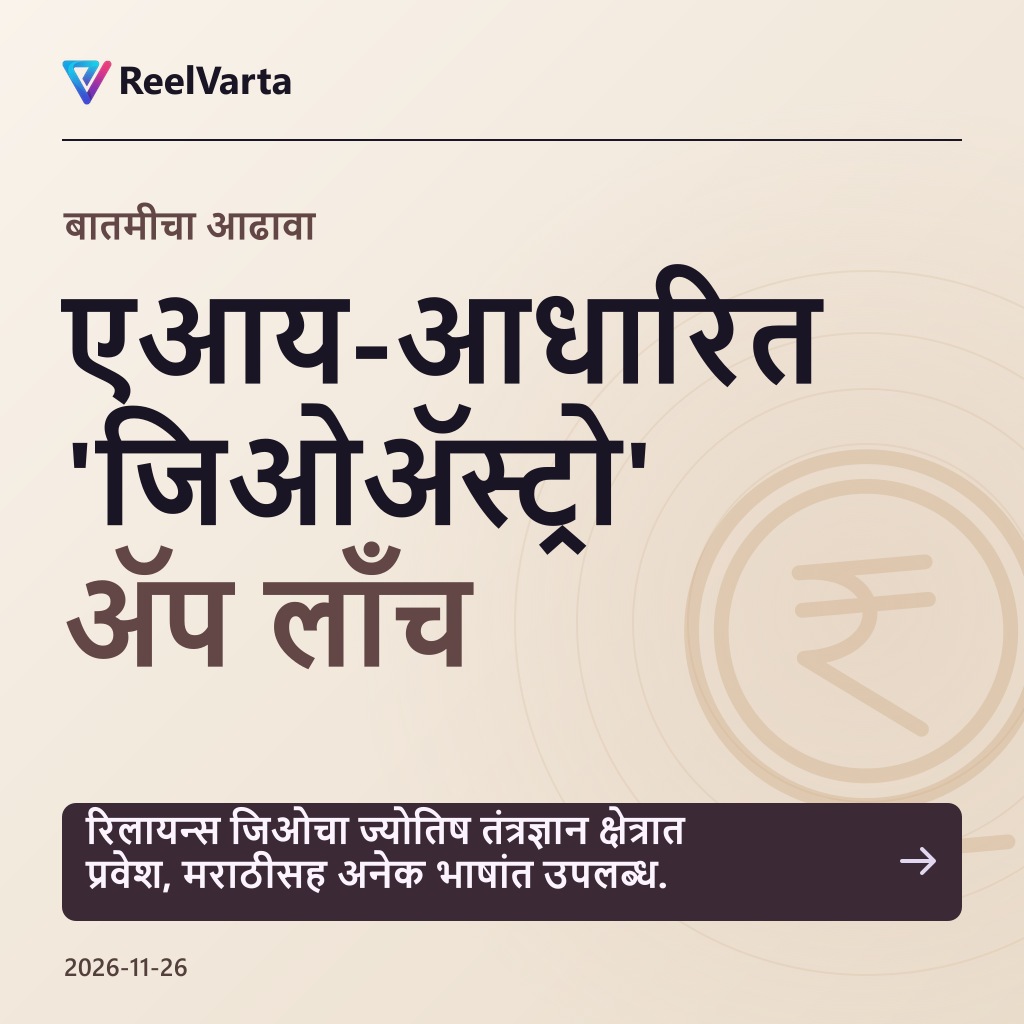 ReelVarta
बातमीचा आढावा
एआय-आधारित
'जिओॲस्ट्रो'
ॲप लाँच
रिलायन्स जिओचा ज्योतिष तंत्रज्ञान क्षेत्रात
प्रवेश, मराठीसह अनेक भाषांत उपलब्ध.
2026-11-26